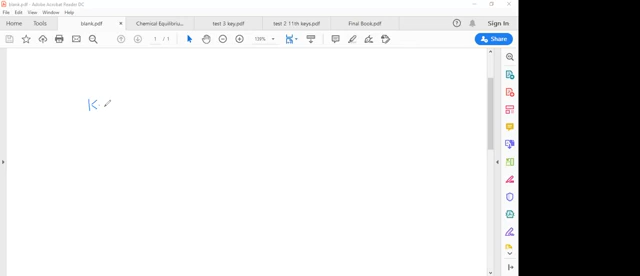 blank.pdf - Adobe Acrobat Reader DC
File Edit View Window Help
Home Tools blank.pdf × Chemical Equilibriu... test 3 key.pdf test 2 11th keys.pdf Final Book.pdf Sign In
1 / 1 138% Share
K.